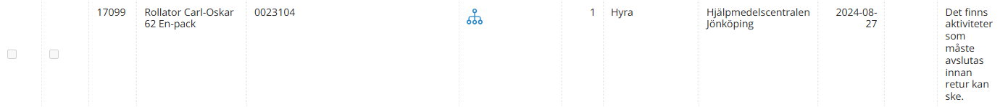 17099 Rollator Carl-Oskar 0023104 1 Hyra Hjälpmedelscentralen 2024-08- Det finns
62 En-pack Jönköping 27 aktiviteter
som
måste
avslutas
innan
retur kan
ske.